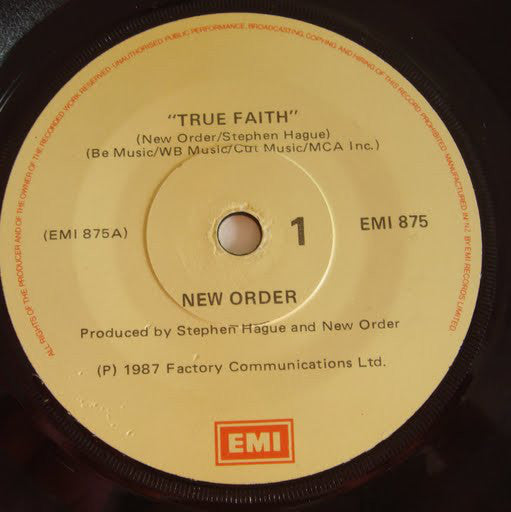 ALL RIGHTS OF THE PRODUCER AND OF THE OWNER OF THE RECORDED WORK RESERVED. UNAUTHORISED PUBLIC PERFORMANCE, BROADCASTING, COPYING AND HIRING OF THIS RECORD PROHIBITED. MANUFACTURED IN N.Z. BY EMI RECORDS LIMITED.
"TRUE FAITH"
(New Order/Stephen Hague)
(Be Music/WB Music/Cut Music/MCA Inc.)
(EMI 875A) 1 EMI 875
NEW ORDER
Produced by Stephen Hague and New Order
(P) 1987 Factory Communications Ltd.
EMI